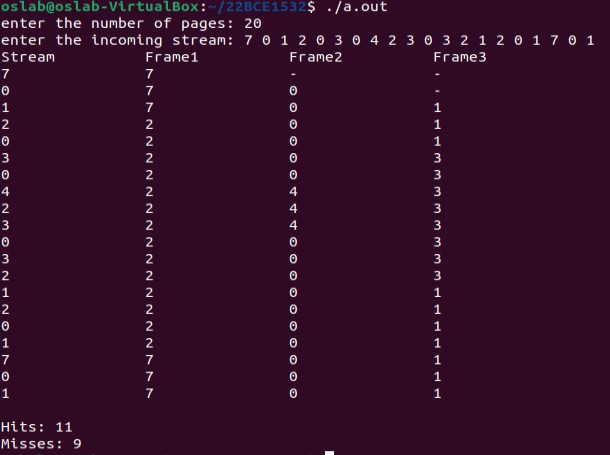 oslab@oslab-VirtualBox:~/22BCE1532$ ./a.out
enter the number of pages: 20
enter the incoming stream: 7 0 1 2 0 3 0 4 2 3 0 3 2 1 2 0 1 7 0 1
Stream Frame1 Frame2 Frame3
7 7 - -
0 7 0 -
1 7 0 1
2 2 0 1
0 2 0 1
3 2 0 3
0 2 0 3
4 2 4 3
2 2 4 3
3 2 4 3
0 2 0 3
3 2 0 3
2 2 0 3
1 2 0 1
2 2 0 1
0 2 0 1
1 2 0 1
7 7 0 1
0 7 0 1
1 7 0 1
Hits: 11
Misses: 9